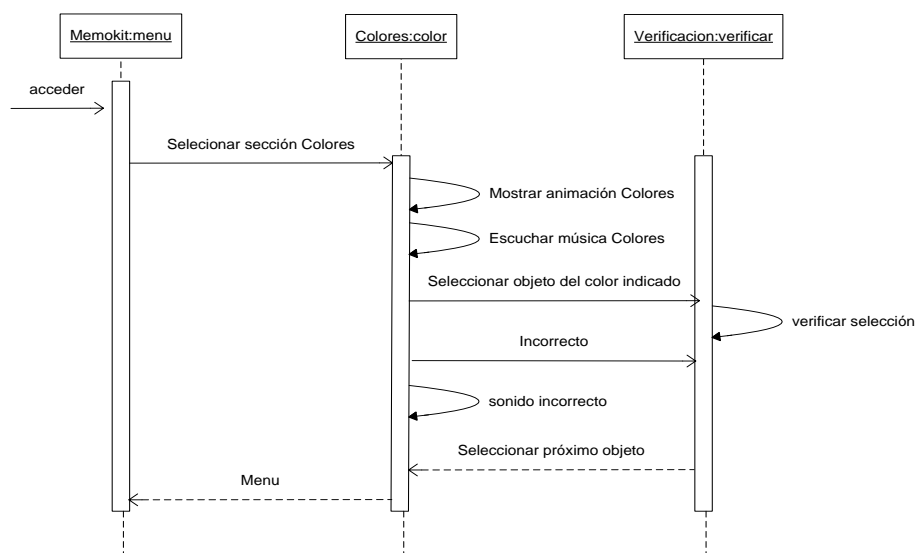 Memokit:menu
Colores:color
Verificacion:verificar
acceder
Selecionar sección Colores
Mostrar animación Colores
Escuchar música Colores
Seleccionar objeto del color indicado
verificar selección
Incorrecto
sonido incorrecto
Seleccionar próximo objeto
Menu